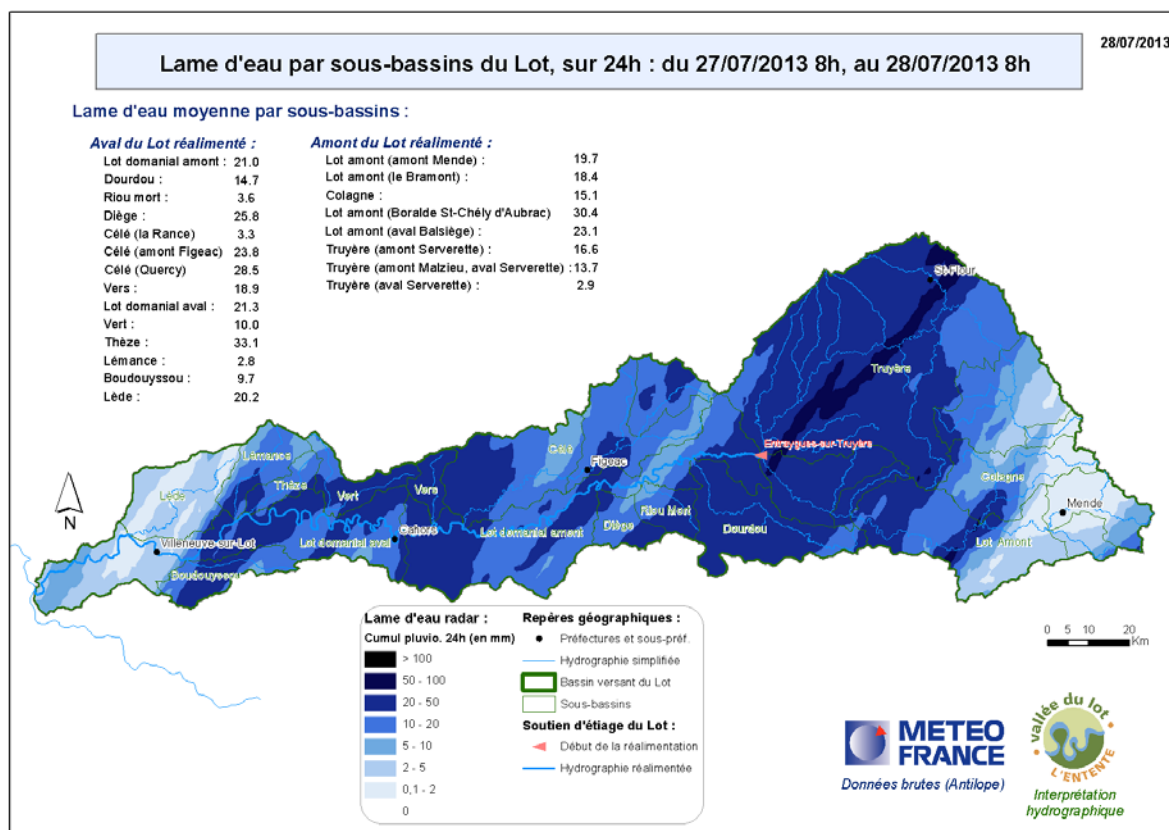 28/07/2013
Lame d'eau par sous-bassins du Lot, sur 24h : du 27/07/2013 8h, au 28/07/2013 8h
Lame d'eau moyenne par sous-bassins :
Aval du Lot réalimenté :
Lot domanial amont : 21.0
Dourdou : 14.7
Riou mort : 3.6
Diège : 25.8
Célé (la Rance) 3.3
Célé (amont Figeac) 23.8
Célé (Quercy) 28.5
Vers : 18.9
Lot domanial aval : 21.3
Vert : 10.0
Thèze : 33.1
Lémance : 2.8
Boudouyssou : 9.7
Lède : 20.2
Amont du Lot réalimenté :
Lot amont (amont Mende) : 19.7
Lot amont (le Bramont) : 18.4
Colagne : 15.1
Lot amont (Boralde St-Chély d'Aubrac) 30.4
Lot amont (aval Balsiège) 23.1
Truyère (amont Serverette) : 16.6
Truyère (amont Malzieu, aval Serverette) : 13.7
Truyère (aval Serverette) : 2.9
St-Flour
Truyère
Entraygues-sur-Truyère
Célé
Figeac
Lémance
Thèze
Vert
Vers
Lède
Colagne
Mende
Riou Mort
Diège
Dourdou
Cahors
Lot domanial amont
Lot domanial aval
Lot Amont
Villeneuve-sur-Lot
Boudouyssou
N
Lame d'eau radar :
Cumul pluvio. 24h (en mm)
> 100
50 - 100
20 - 50
10 - 20
5 - 10
2 - 5
0,1 - 2
0
Repères géographiques :
Préfectures et sous-préf.
Hydrographie simplifiée
Bassin versant du Lot
Sous-bassins
Soutien d'étiage du Lot :
Début de la réalimentation
Hydrographie réalimentée
0 5 10 20
Km
METEO
FRANCE
Données brutes (Antilope)
vallée du lot
L'ENTENTE
Interprétation
hydrographique